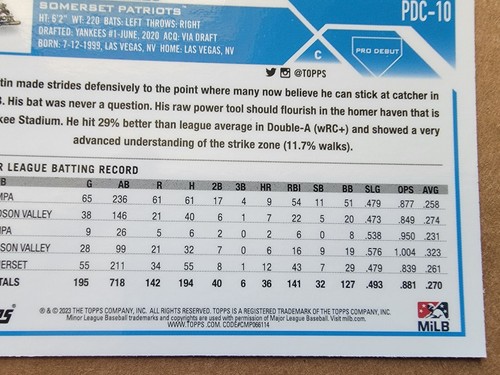 SOMERSET PATRIOTS™
PDC-10
HT: 6'2" WT: 220 BATS: LEFT THROWS: RIGHT
DRAFTED: YANKEES #1-JUNE, 2020 ACQ: VIA DRAFT
BORN: 7-12-1999, LAS VEGAS, NV HOME: LAS VEGAS, NV
C
PRO DEBUT
@TOPPS
tin made strides defensively to the point where many now believe he can stick at catcher in
. His bat was never a question. His raw power tool should flourish in the homer haven that is
kee Stadium. He hit 29% better than league average in Double-A (wRC+) and showed a very
advanced understanding of the strike zone (11.7% walks).
R LEAGUE BATTING RECORD
B G AB R H 2B 3B HR RBI SB BB SLG OPS AVG
MPA 65 236 61 61 17 4 9 54 11 51 .479 .877 .258
DSON VALLEY 38 146 21 40 6 1 7 22 5 20 .473 .849 .274
MPA 9 26 5 6 2 0 2 6 0 8 .538 .950 .231
DSON VALLEY 28 99 21 32 7 0 6 16 9 19 .576 1.004 .323
MERSET 55 211 34 55 8 1 12 43 7 29 .479 .839 .261
TALS 195 718 142 194 40 6 36 141 32 127 .493 .881 .270
® & © 2023 THE TOPPS COMPANY, INC. ALL RIGHTS RESERVED. TOPPS IS A REGISTERED TRADEMARK OF THE TOPPS COMPANY, INC.
Minor League Baseball trademarks and copyrights are used with permission of Major League Baseball. Visit milb.com.
WWW.TOPPS.COM. CODE#CMP066114
MiLB